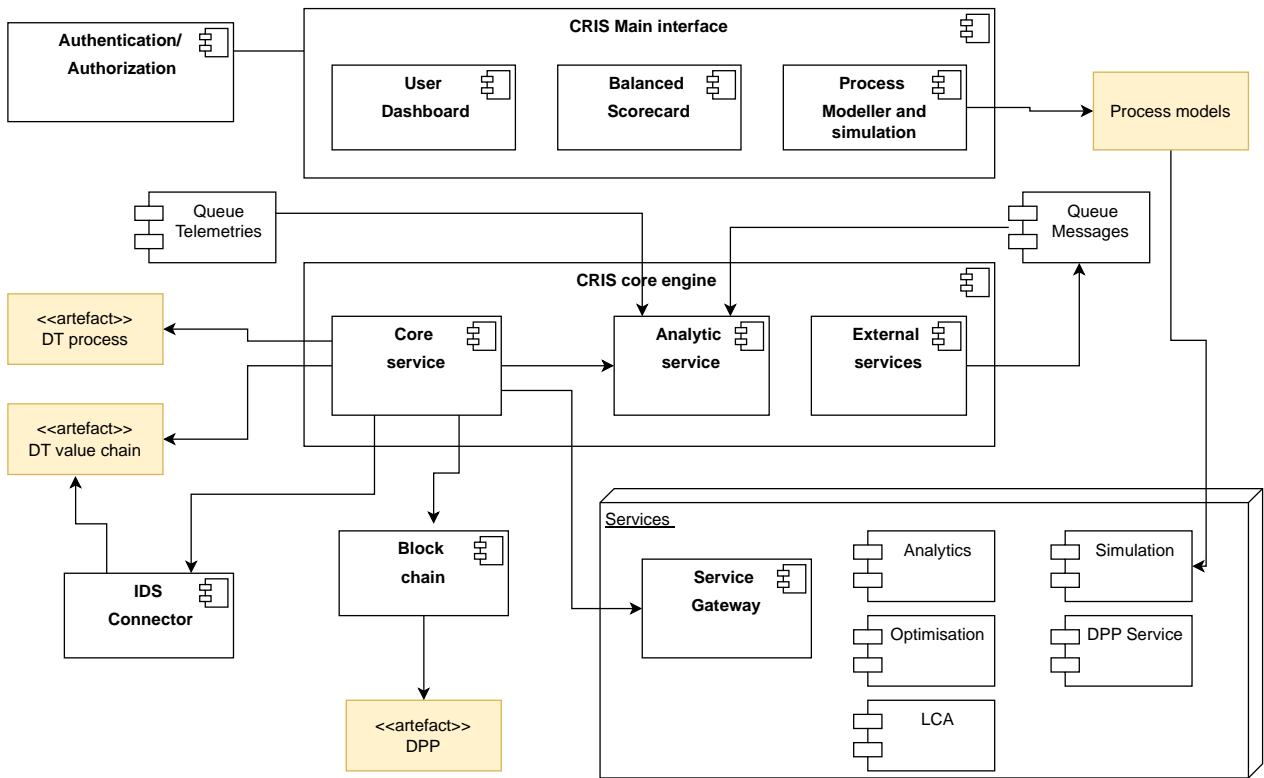 Authentication/
Authorization
CRIS Main interface
User
Dashboard
Balanced
Scorecard
Process
Modeller and
simulation
Process models
Queue
Telemetries
Queue
Messages
CRIS core engine
<<artefact>>
DT process
Core
service
Analytic
service
External
services
<<artefact>>
DT value chain
Services
Block
chain
IDS
Connector
Service
Gateway
Analytics
Simulation
Optimisation
DPP Service
LCA
<<artefact>>
DPP